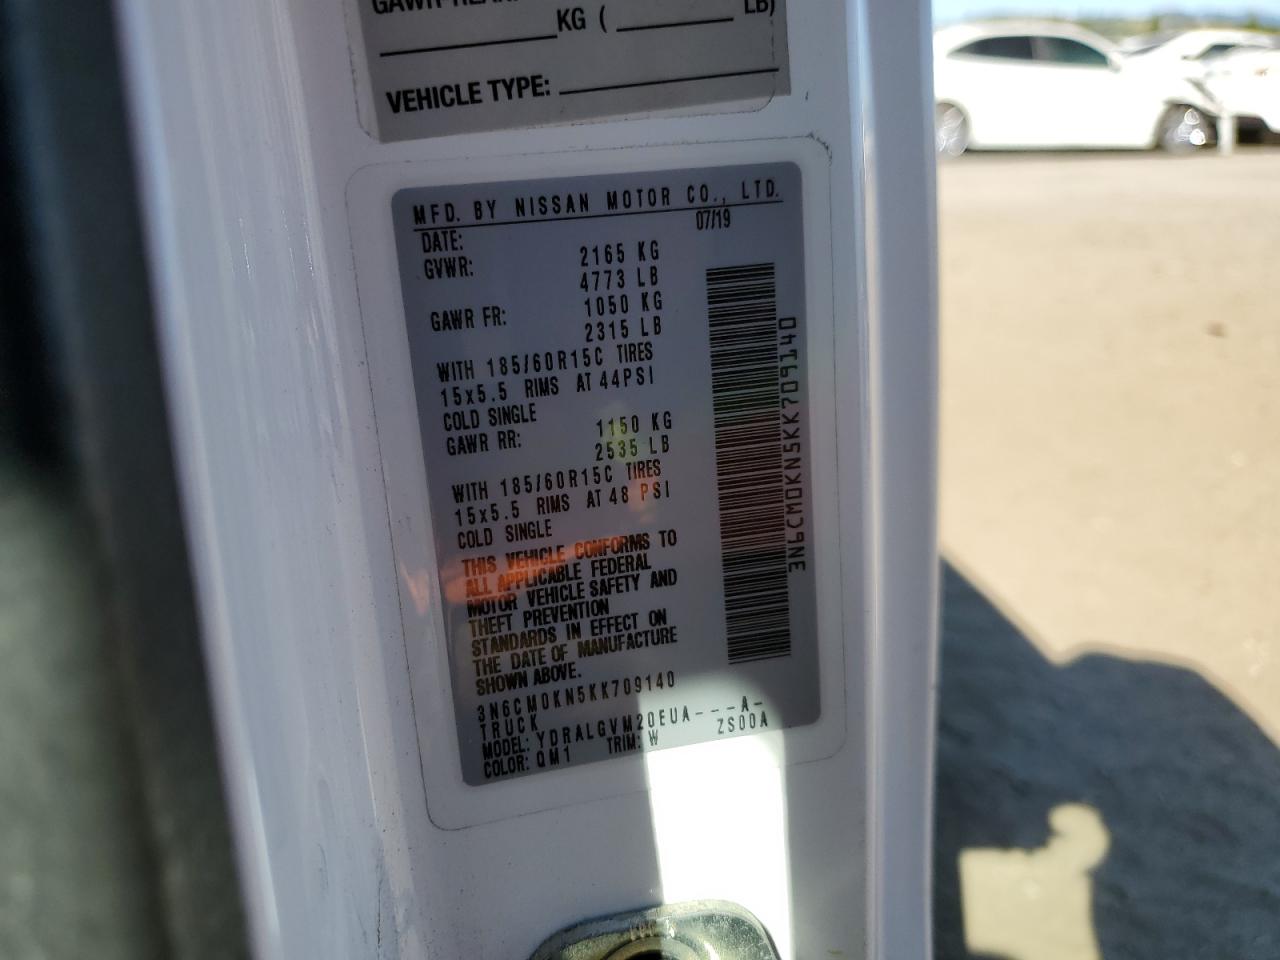 KG ( LB)
VEHICLE TYPE:
MFD. BY NISSAN MOTOR CO., LTD.
DATE: 07/19
GVWR: 2165 KG
4773 LB
GAWR FR: 1050 KG
2315 LB
WITH 185/60R15C TIRES
15x5.5 RIMS AT 44PSI
COLD SINGLE
GAWR RR: 1150 KG
2535 LB
WITH 185/60R15C TIRES
15x5.5 RIMS AT 48 PSI
COLD SINGLE
THIS VEHICLE CONFORMS TO
ALL APPLICABLE FEDERAL
MOTOR VEHICLE SAFETY AND
THEFT PREVENTION
STANDARDS IN EFFECT ON
THE DATE OF MANUFACTURE
SHOWN ABOVE.
3N6CM0KN5KK709140
TRUCK
MODEL: YDRALGVM20EUA---A-
COLOR: QM1 TRIM: W ZS00A
3N6CM0KN5KK709140